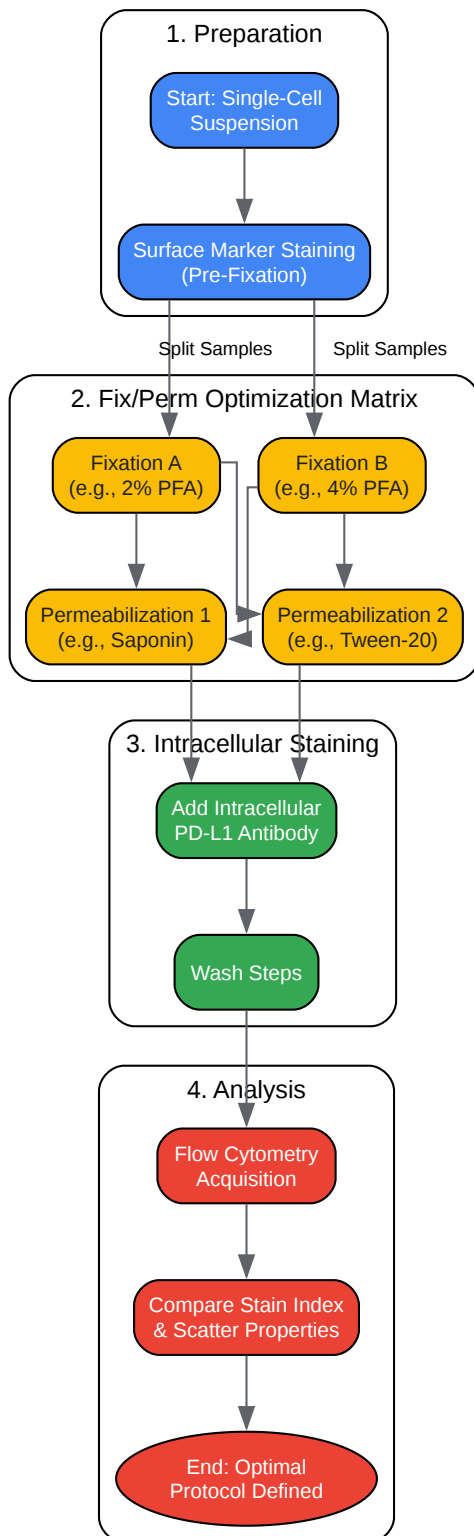 1. Preparation
Start: Single-Cell
Suspension
Surface Marker Staining
(Pre-Fixation)
Split Samples
Split Samples
2. Fix/Perm Optimization Matrix
Fixation A
(e.g., 2% PFA)
Fixation B
(e.g., 4% PFA)
Permeabilization 1
(e.g., Saponin)
Permeabilization 2
(e.g., Tween-20)
3. Intracellular Staining
Add Intracellular
PD-L1 Antibody
Wash Steps
4. Analysis
Flow Cytometry
Acquisition
Compare Stain Index
& Scatter Properties
End: Optimal
Protocol Defined